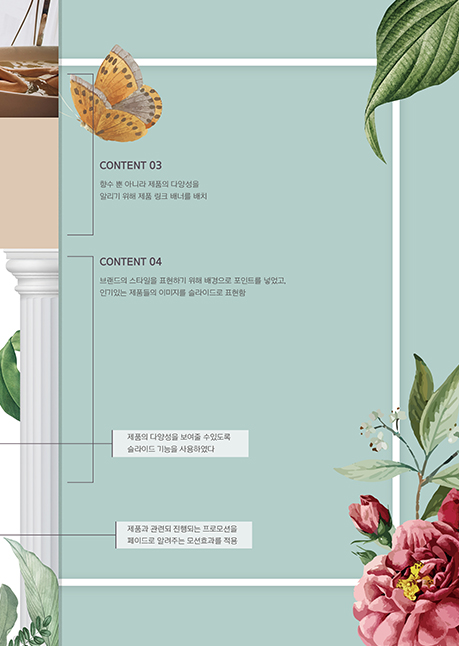 CONTENT 03
향수 뿐 아니라 제품의 다양성을
알리기 위해 제품 링크 배너를 배치
CONTENT 04
브랜드의 스타일을 표현하기 위해 배경으로 포인트를 넣었고,
인기있는 제품들의 이미지를 슬라이드로 표현함
제품의 다양성을 보여줄 수있도록
슬라이드 기능을 사용하였다
제품과 관련되 진행되는 프로모션을
페이드로 알려주는 모션효과를 적용